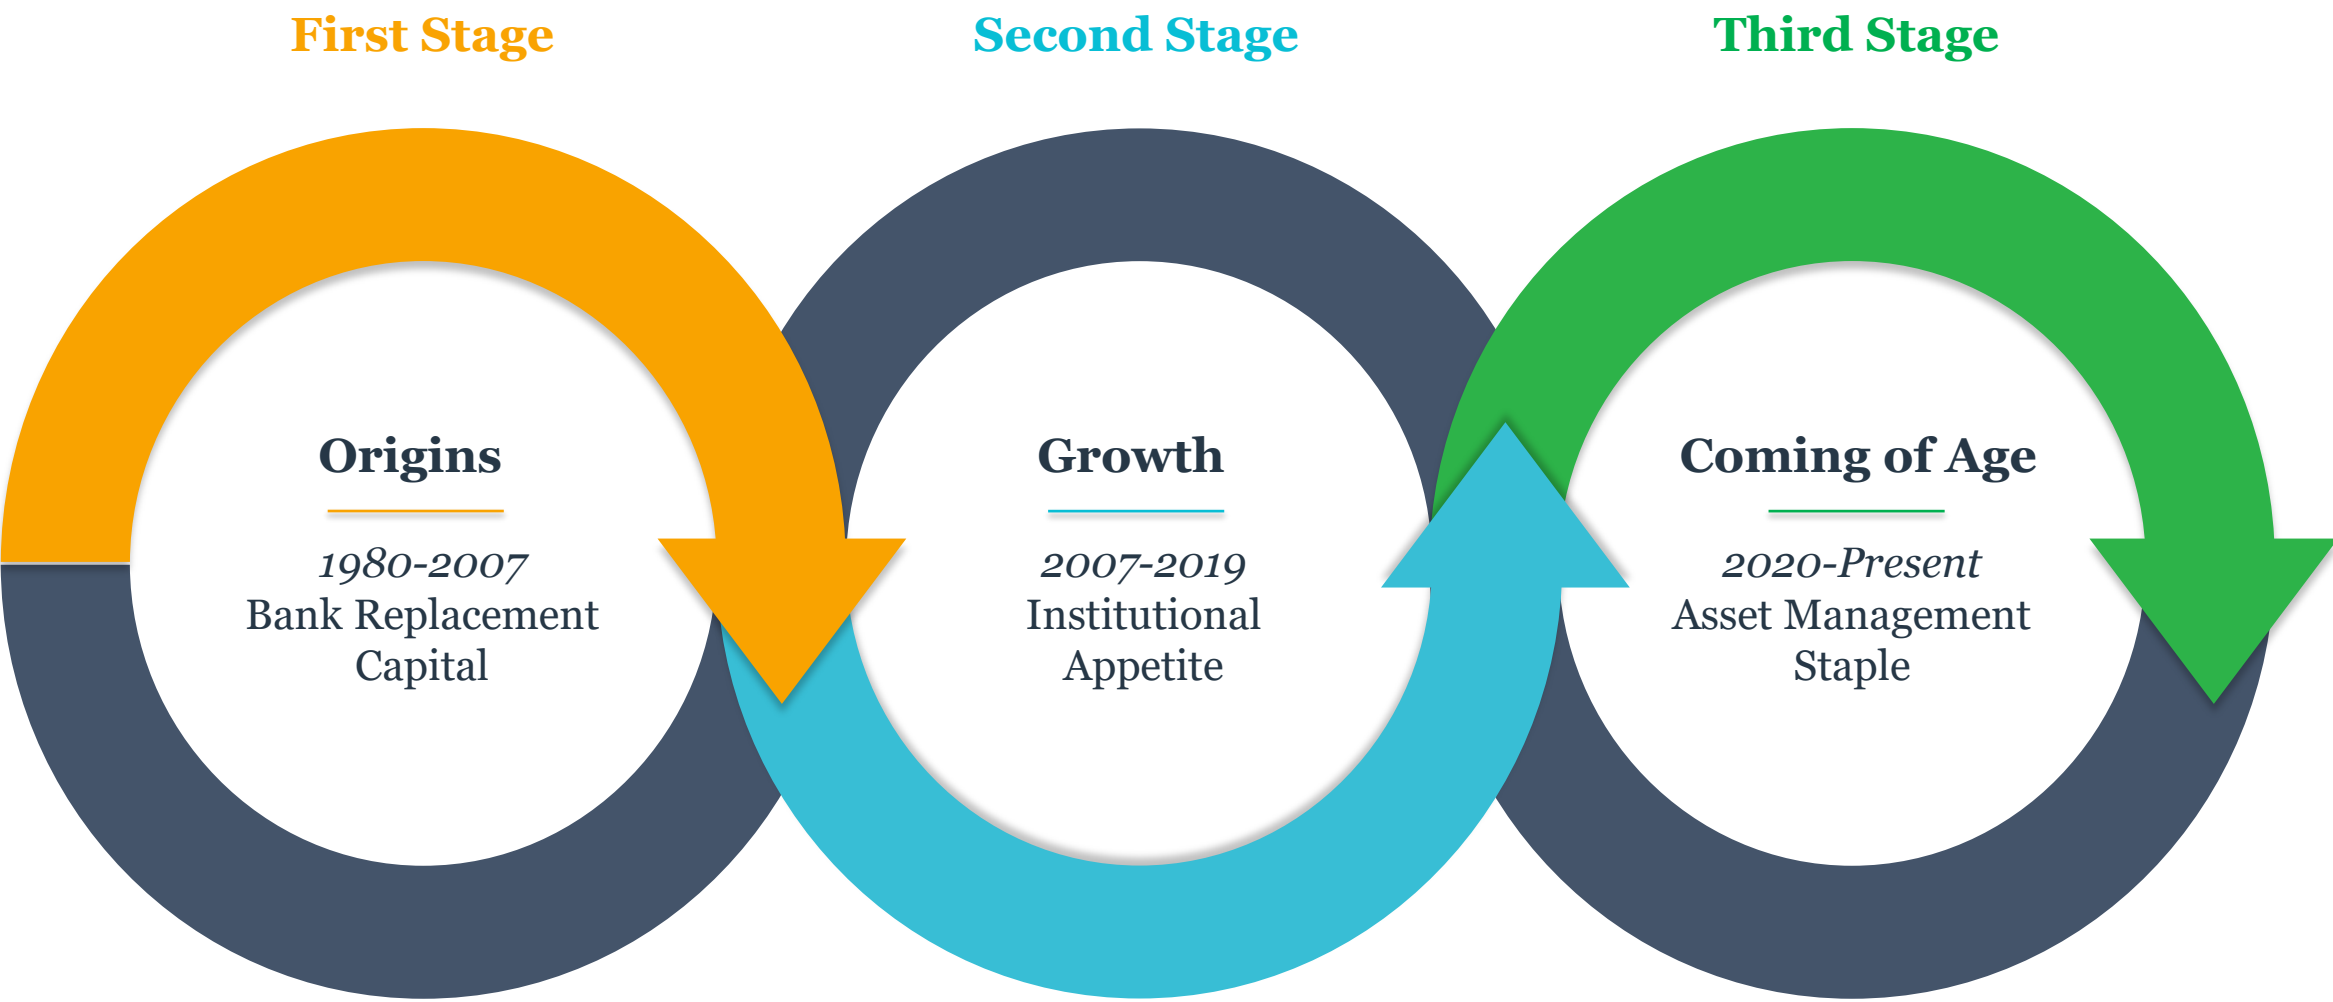 First Stage
Second Stage
Third Stage
Origins
1980-2007
Bank Replacement
Capital
Growth
2007-2019
Institutional
Appetite
Coming of Age
2020-Present
Asset Management
Staple